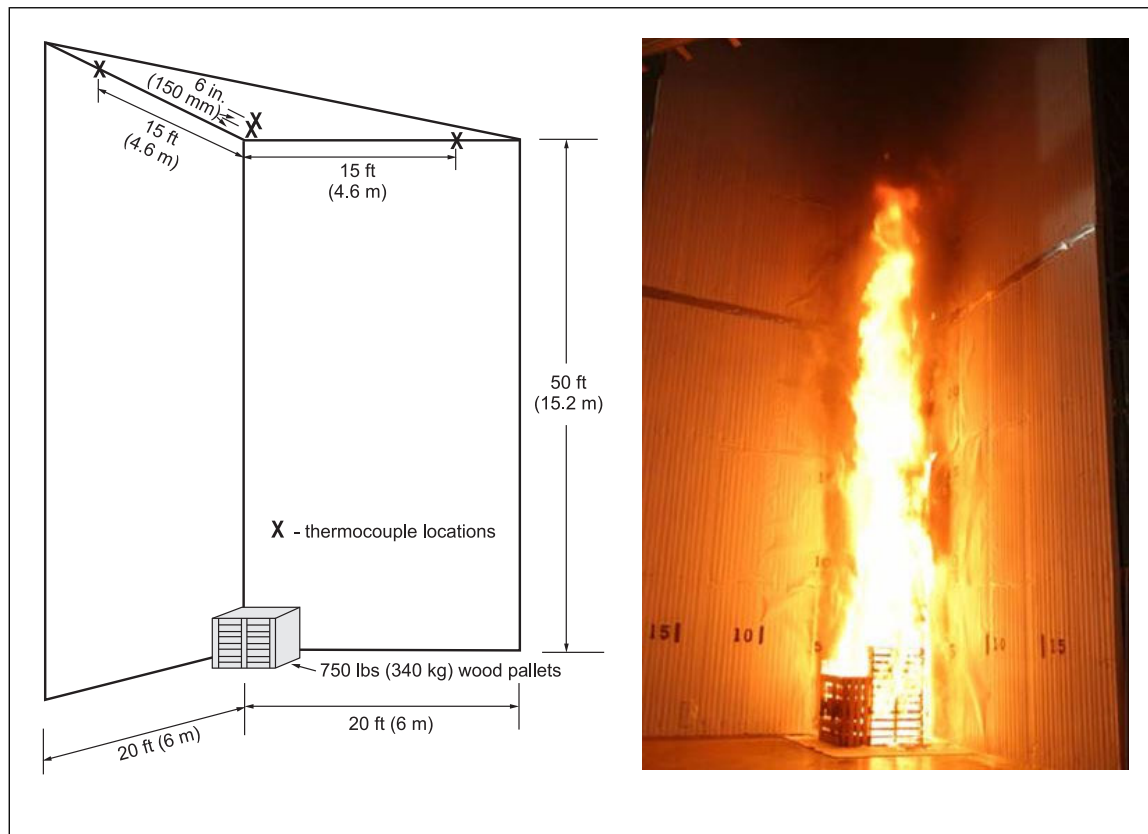 X
6 in.
(150 mm)
X
X
15 ft
(4.6 m)
X
15 ft
(4.6 m)
50 ft
(15.2 m)
X - thermocouple locations
750 lbs (340 kg) wood pallets
20 ft (6 m)
20 ft (6 m)
15
10
5
10
15